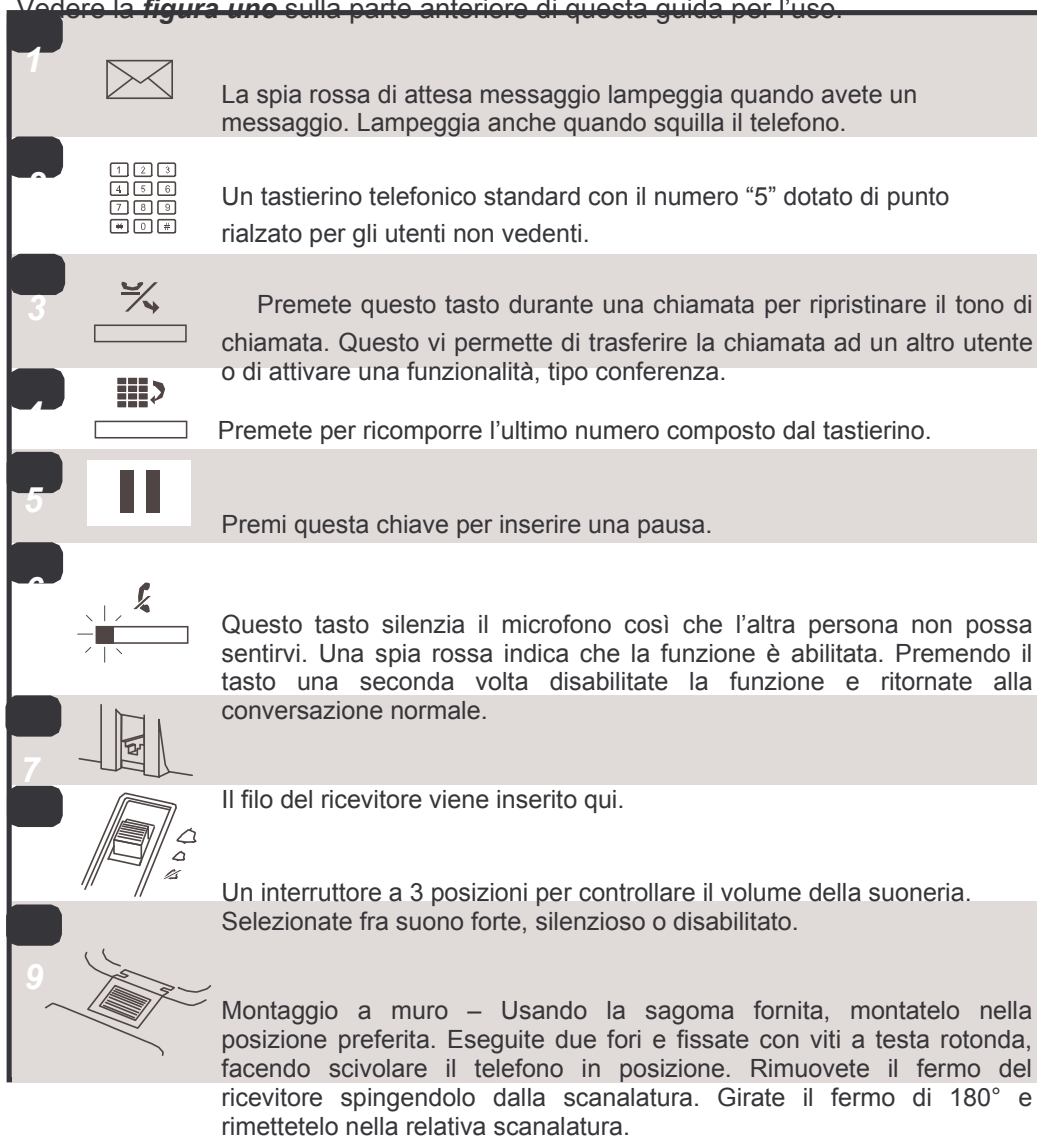 Vedere la figura uno sulla parte anteriore di questa guida per l'uso.
1
La spia rossa di attesa messaggio lampeggia quando avete un
messaggio. Lampeggia anche quando squilla il telefono.
1 2 3
4 5 6
7 8 9
* 0 #
Un tastierino telefonico standard con il numero “5” dotato di punto
rialzato per gli utenti non vedenti.
3
Premete questo tasto durante una chiamata per ripristinare il tono di
chiamata. Questo vi permette di trasferire la chiamata ad un altro utente
o di attivare una funzionalità, tipo conferenza.
Premete per ricomporre l’ultimo numero composto dal tastierino.
5
Premi questa chiave per inserire una pausa.
Questo tasto silenzia il microfono così che l’altra persona non possa
sentirvi. Una spia rossa indica che la funzione è abilitata. Premendo il
tasto una seconda volta disabilitate la funzione e ritornate alla
conversazione normale.
7
Il filo del ricevitore viene inserito qui.
Un interruttore a 3 posizioni per controllare il volume della suoneria.
Selezionate fra suono forte, silenzioso o disabilitato.
9
Montaggio a muro – Usando la sagoma fornita, montatelo nella
posizione preferita. Eseguite due fori e fissate con viti a testa rotonda,
facendo scivolare il telefono in posizione. Rimuovete il fermo del
ricevitore spingendolo dalla scanalatura. Girate il fermo di 180° e
rimettetelo nella relativa scanalatura.